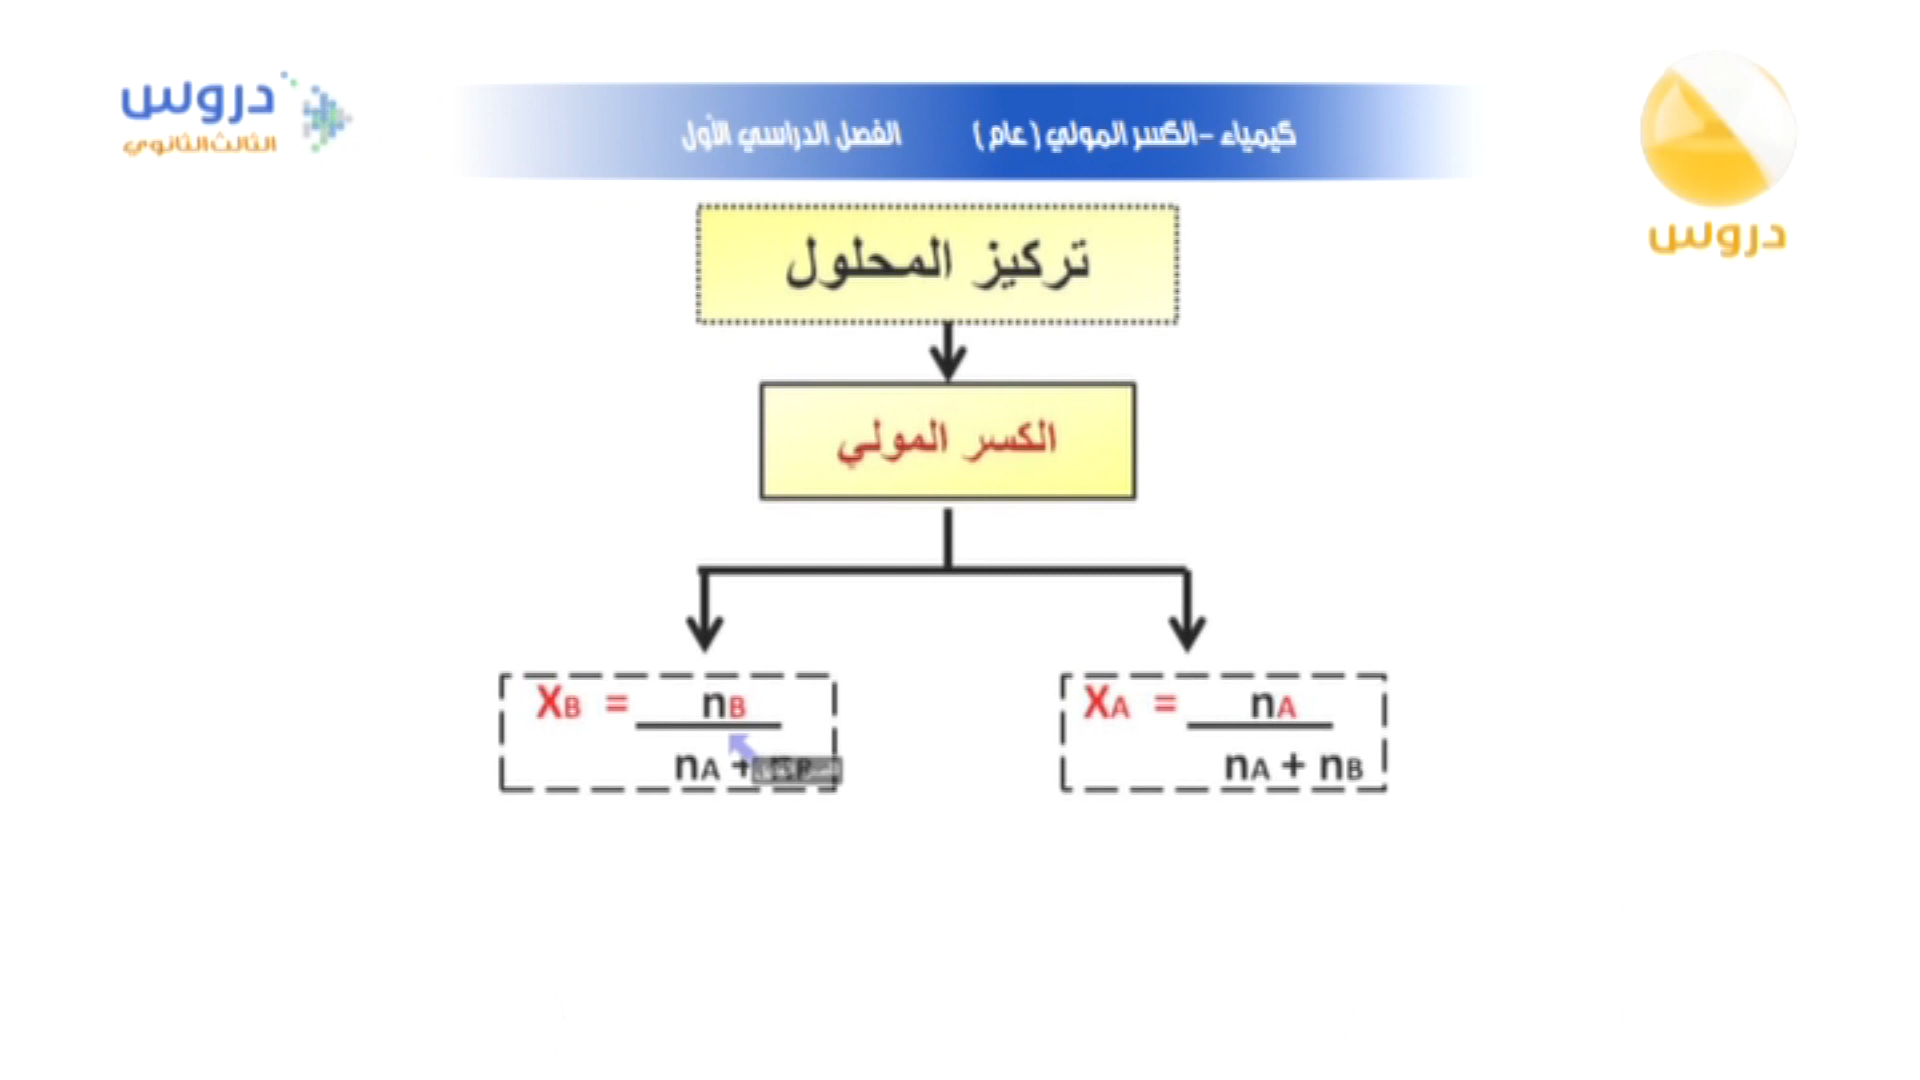 دروس
الثالث الثانوي
كيمياء - الكسر المولي ( عام ) الفصل الدراسي الأول
دروس
تركيز المحلول
الكسر المولي
XA = nA
nA + nB
XB = nB
nA +